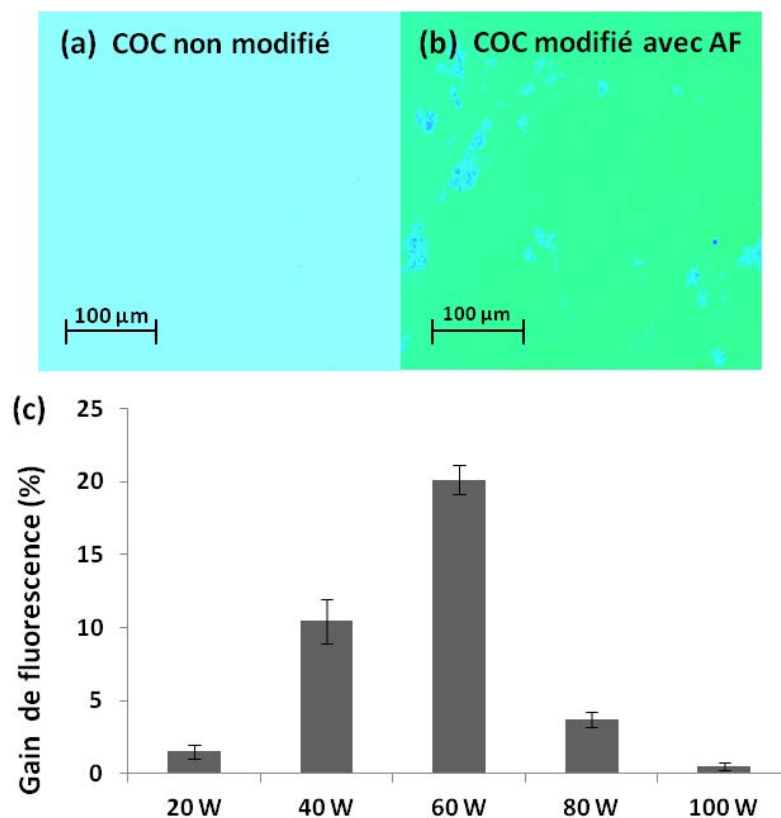 (a) COC non modifié
(b) COC modifié avec AF
100 µm
100 µm
(c)
Gain de fluorescence (%)
25
20
15
10
5
0
20 W
40 W
60 W
80 W
100 W